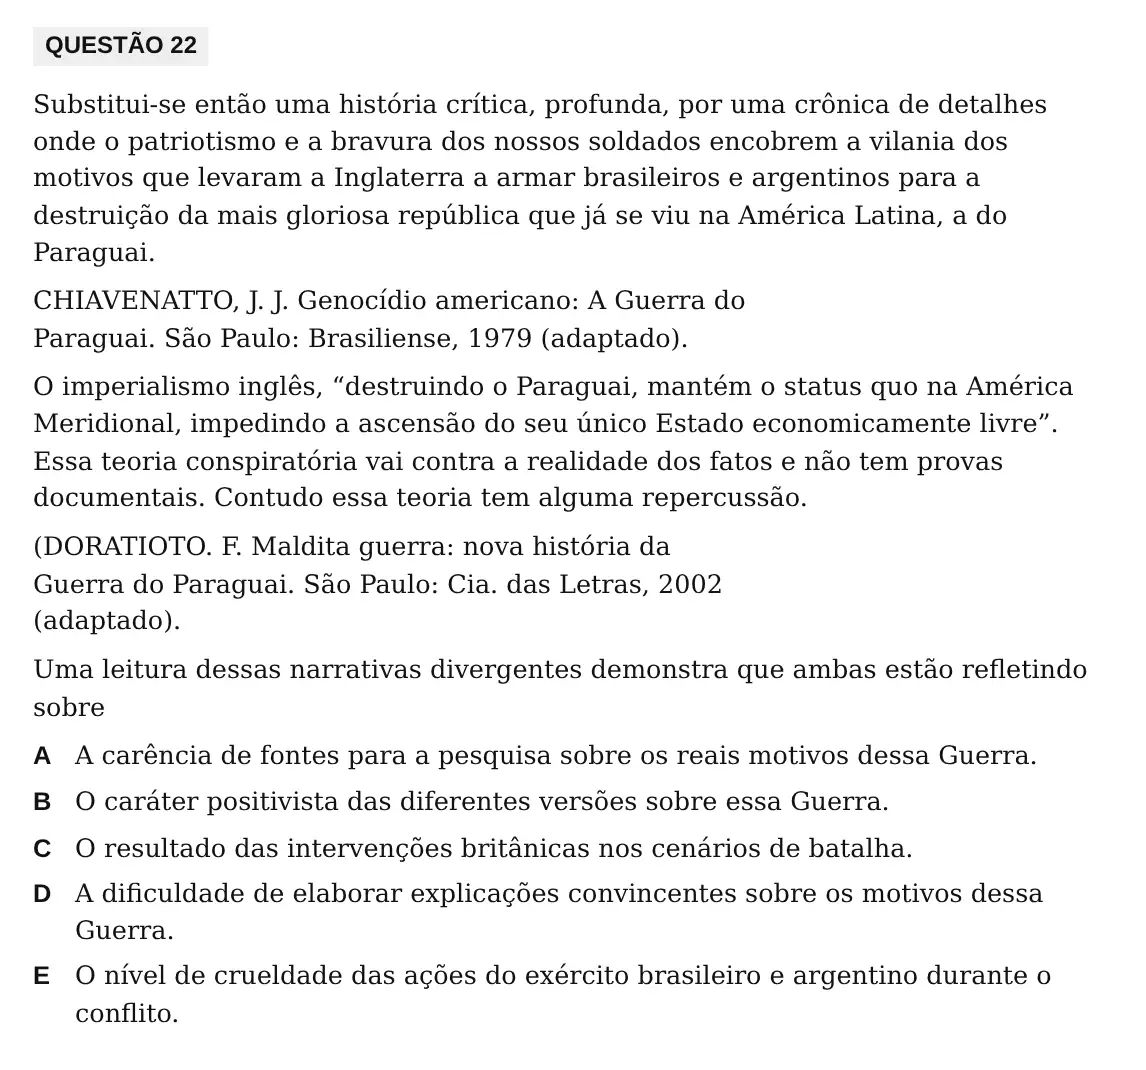 QUESTÃO 22
Substitui-se então uma história crítica, profunda, por uma crônica de detalhes
onde o patriotismo e a bravura dos nossos soldados encobrem a vilania dos
motivos que levaram a Inglaterra a armar brasileiros e argentinos para a
destruição da mais gloriosa república que já se viu na América Latina, a do
Paraguai.
CHIAVENATTO, J. J. Genocídio americano: A Guerra do
Paraguai. São Paulo: Brasiliense, 1979 (adaptado).
O imperialismo inglês, “destruindo o Paraguai, mantém o status quo na América
Meridional, impedindo a ascensão do seu único Estado economicamente livre”.
Essa teoria conspiratória vai contra a realidade dos fatos e não tem provas
documentais. Contudo essa teoria tem alguma repercussão.
(DORATIOTO. F. Maldita guerra: nova história da
Guerra do Paraguai. São Paulo: Cia. das Letras, 2002
(adaptado).
Uma leitura dessas narrativas divergentes demonstra que ambas estão refletindo
sobre
A A carência de fontes para a pesquisa sobre os reais motivos dessa Guerra.
B O caráter positivista das diferentes versões sobre essa Guerra.
C O resultado das intervenções britânicas nos cenários de batalha.
D A dificuldade de elaborar explicações convincentes sobre os motivos dessa
Guerra.
E O nível de crueldade das ações do exército brasileiro e argentino durante o
conflito.